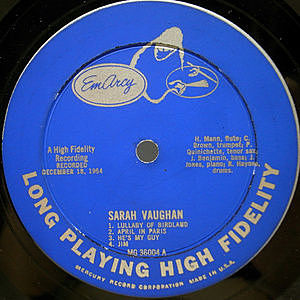 EmArcy
A High Fidelity
Recording
RECORDED
DECEMBER 18, 1954
H. Mann, flute; C.
Brown, trumpet; P.
Quinichette, tenor sax;
J. Benjamin, bass; J.
Jones, piano; R. Haynes,
drums.
SARAH VAUGHAN
1. LULLABY OF BIRDLAND
2. APRIL IN PARIS
3. HE'S MY GUY
4. JIM
MG 36004 A
LONG PLAYING HIGH FIDELITY
MERCURY RECORD CORPORATION MADE IN U.S.A.